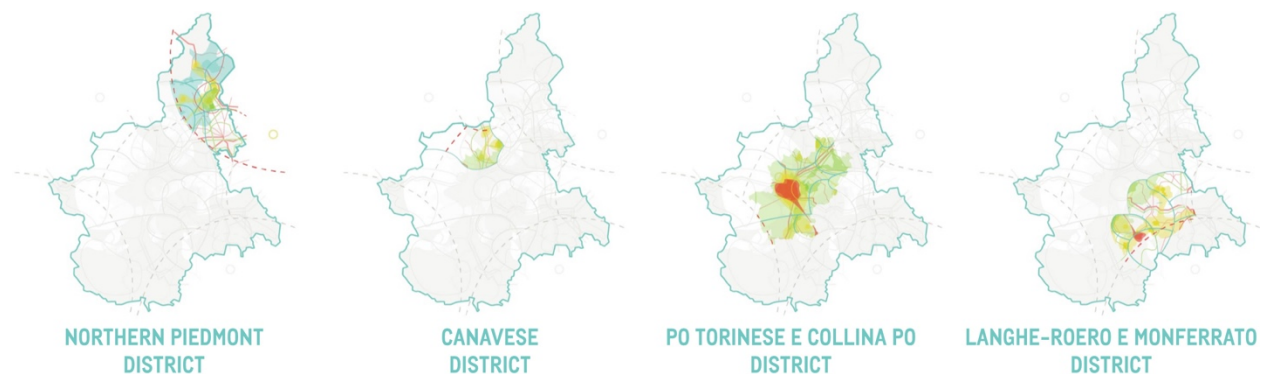 NORTHERN PIEDMONT
DISTRICT
CANAVESE
DISTRICT
PO TORINESE E COLLINA PO
DISTRICT
LANGHE-ROERO E MONFERRATO
DISTRICT